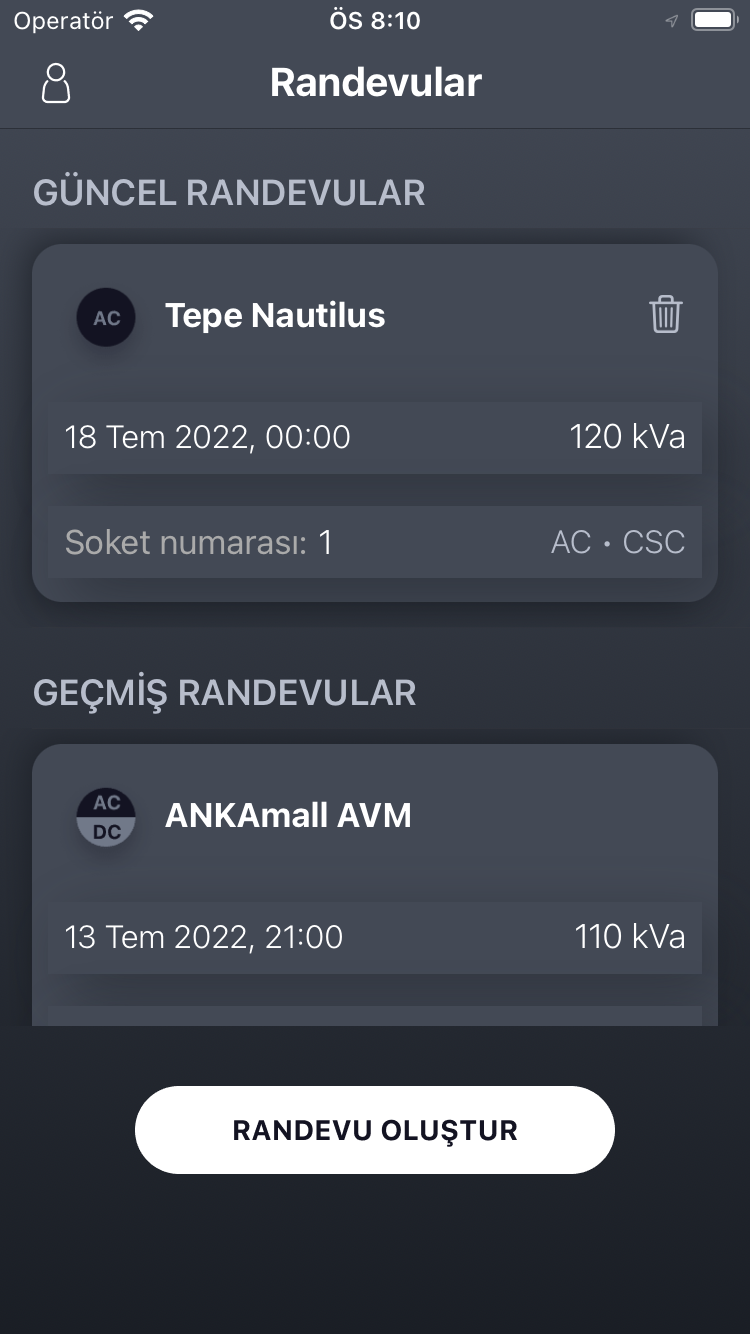 Operatör ÖS 8:10
Randevular
GÜNCEL RANDEVULAR
AC Tepe Nautilus
18 Tem 2022, 00:00 120 kVa
Soket numarası: 1 AC • CSC
GEÇMİŞ RANDEVULAR
AC
DC
ANKAmall AVM
13 Tem 2022, 21:00 110 kVa
RANDEVU OLUŞTUR